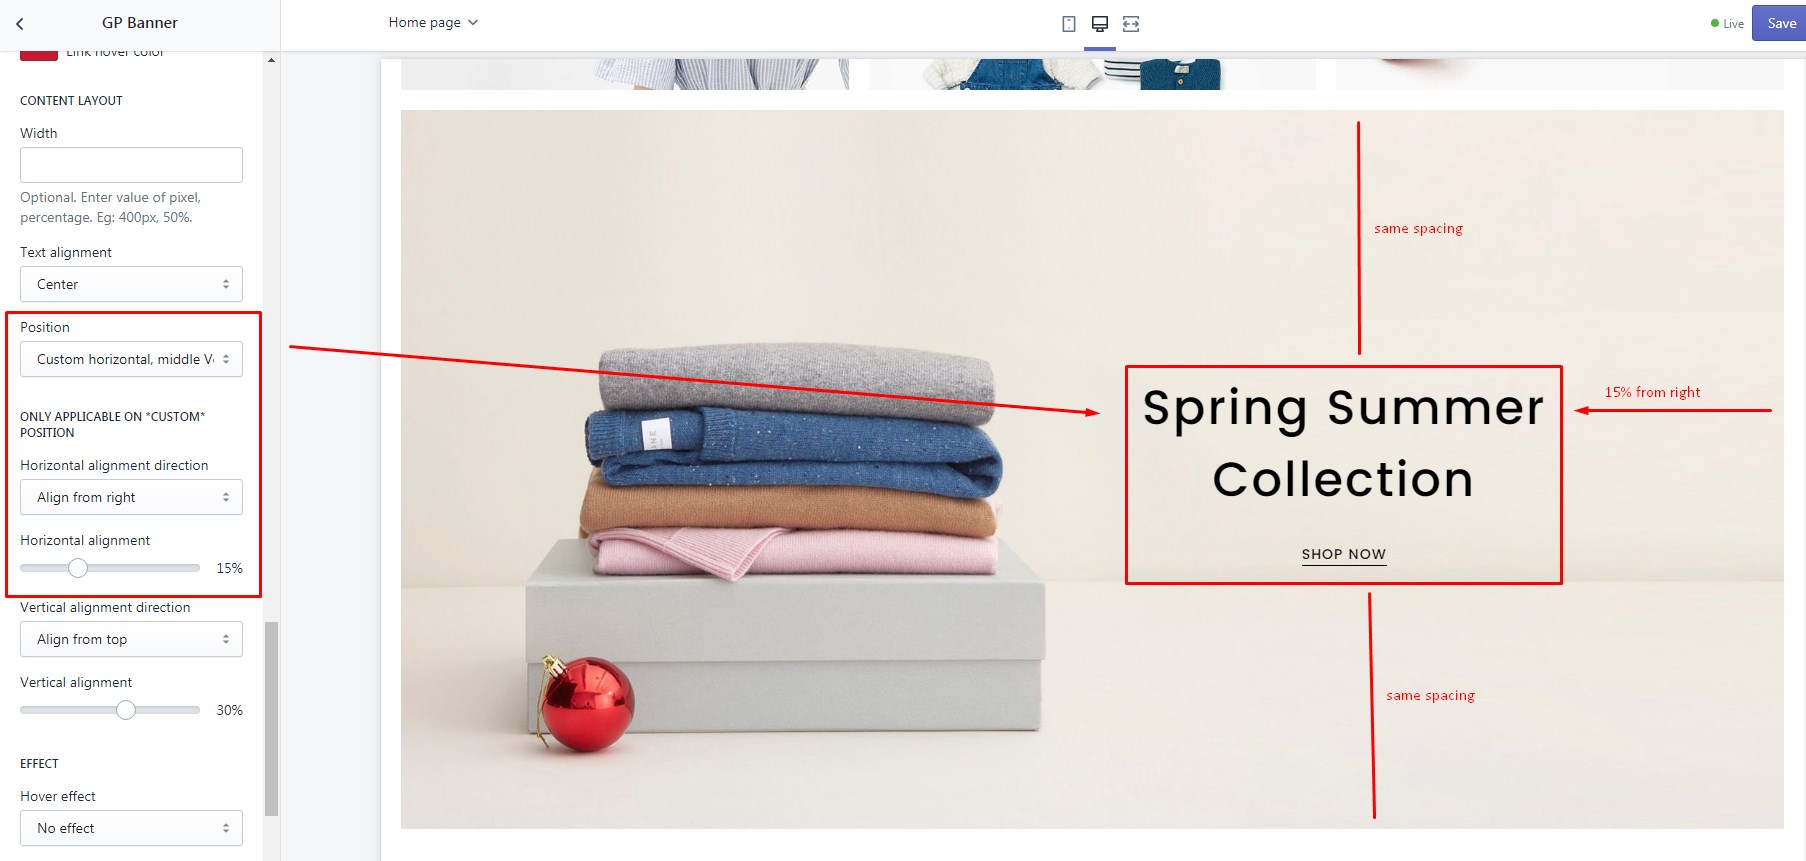 GP Banner
Home page
Live
Save
Link hover color
CONTENT LAYOUT
Width
Optional. Enter value of pixel,
percentage. Eg: 400px, 50%.
Text alignment
Center
Position
Custom horizontal, middle V
ONLY APPLICABLE ON *CUSTOM*
POSITION
Horizontal alignment direction
Align from right
Horizontal alignment
15%
Vertical alignment direction
Align from top
Vertical alignment
30%
EFFECT
Hover effect
No effect
same spacing
15% from right
Spring Summer
Collection
SHOP NOW
same spacing